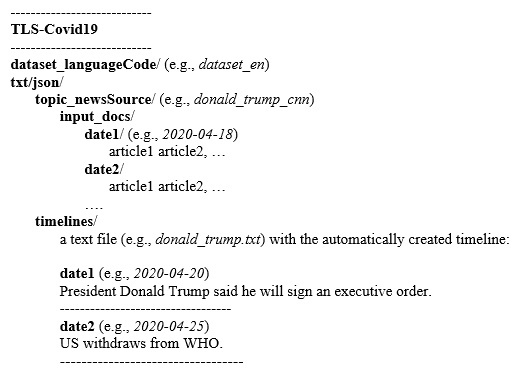 ----------------------------
TLS-Covid19
----------------------------
dataset_languageCode/ (e.g., dataset_en)
txt/json/
topic_newsSource/ (e.g., donald_trump_cnn)
input_docs/
date1/ (e.g., 2020-04-18)
article1 article2, …
date2/
article1 article2, …
….
timelines/
a text file (e.g., donald_trump.txt) with the automatically created timeline:
date1 (e.g., 2020-04-20)
President Donald Trump said he will sign an executive order.
----------------------------------
date2 (e.g., 2020-04-25)
US withdraws from WHO.
------------------------------------